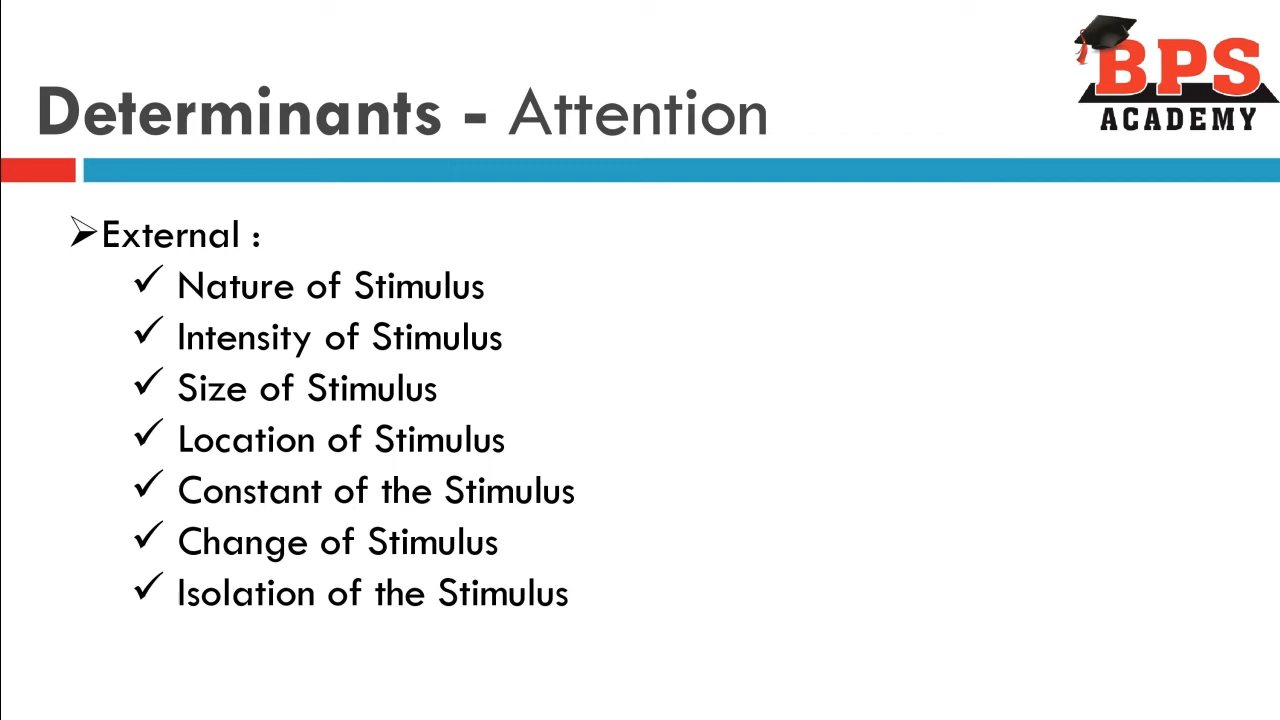 BPS
ACADEMY
Determinants - Attention
External :
Nature of Stimulus
Intensity of Stimulus
Size of Stimulus
Location of Stimulus
Constant of the Stimulus
Change of Stimulus
Isolation of the Stimulus